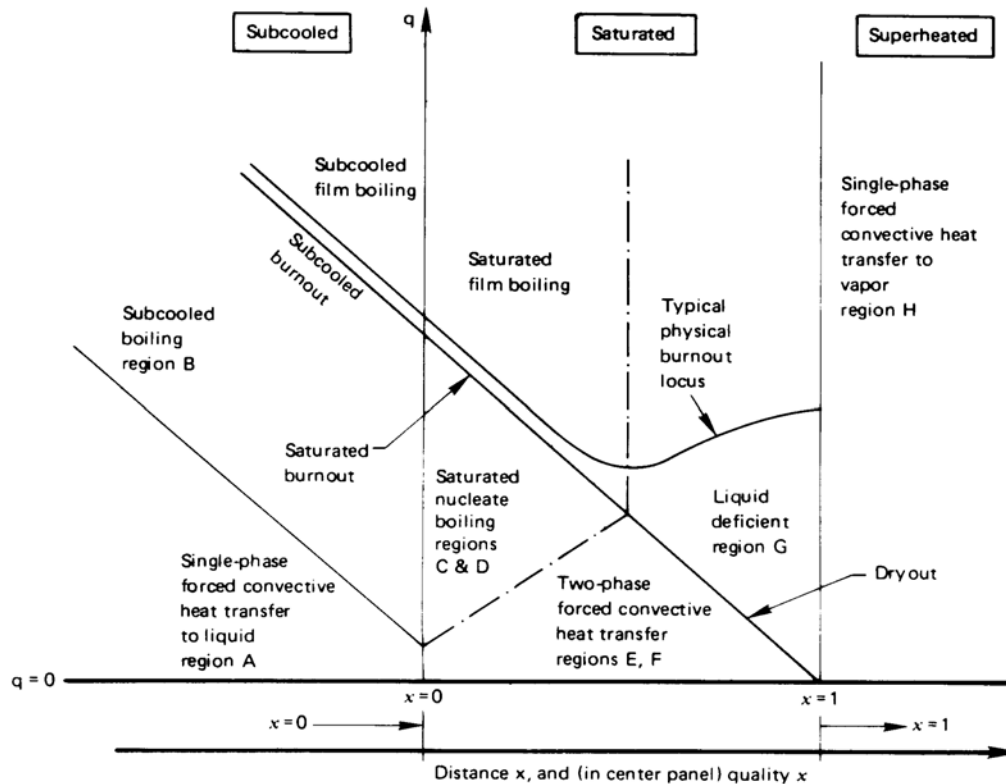 Subcooled
q
Saturated
Superheated
Subcooled
film boiling
Subcooled
burnout
Saturated
film boiling
Single-phase
forced
convective heat
transfer to
vapor
region H
Typical
physical
burnout
locus
Subcooled
boiling
region B
Saturated
burnout
Saturated
nucleate
boiling
regions
C & D
Liquid
deficient
region G
Single-phase
forced convective
heat transfer
to liquid
region A
Two-phase
forced convective
heat transfer
regions E, F
Dryout
q = 0
x=0
x=1
x=0
x=1
Distance x, and (in center panel) quality x